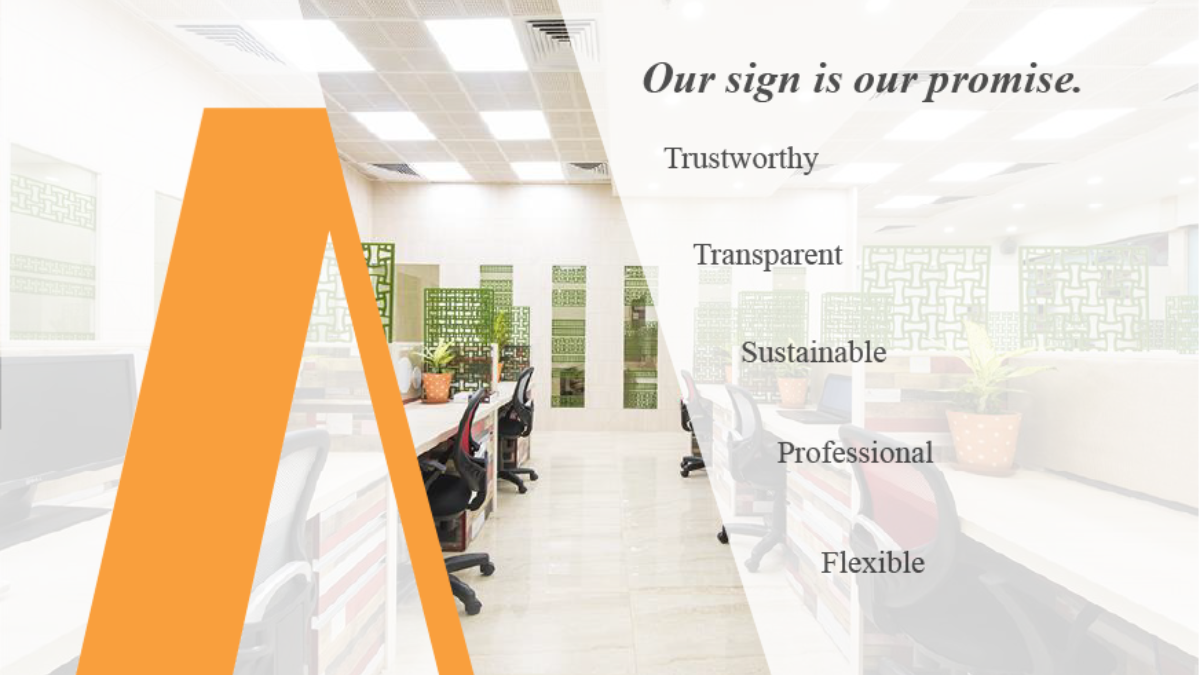 Our sign is our promise.
Trustworthy
Transparent
Sustainable
Professional
Flexible